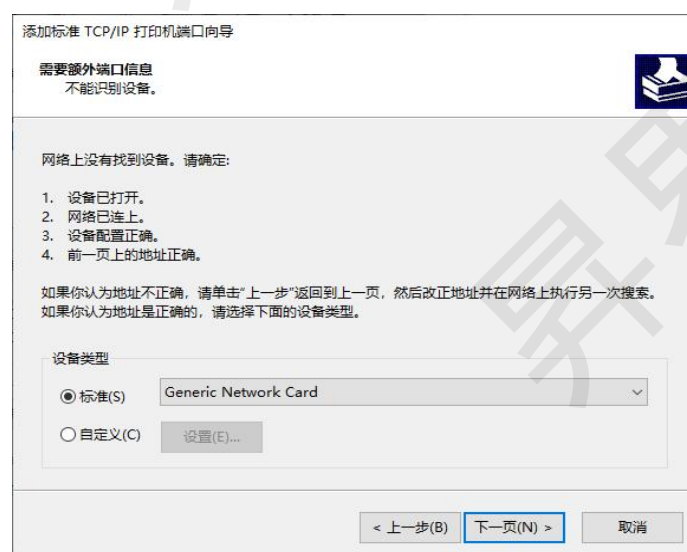 添加标准 TCP/IP 打印机端口向导
需要额外端口信息
不能识别设备。
网络上没有找到设备。请确定:
1. 设备已打开。
2. 网络已连上。
3. 设备配置正确。
4. 前一页上的地址正确。
如果你认为地址不正确，请单击"上一步"返回到上一页，然后改正地址并在网络上执行另一次搜索。
如果你认为地址是正确的，请选择下面的设备类型。
设备类型
标准(S) Generic Network Card
自定义(C) 设置(E)...
< 上一步(B) 下一页(N) > 取消